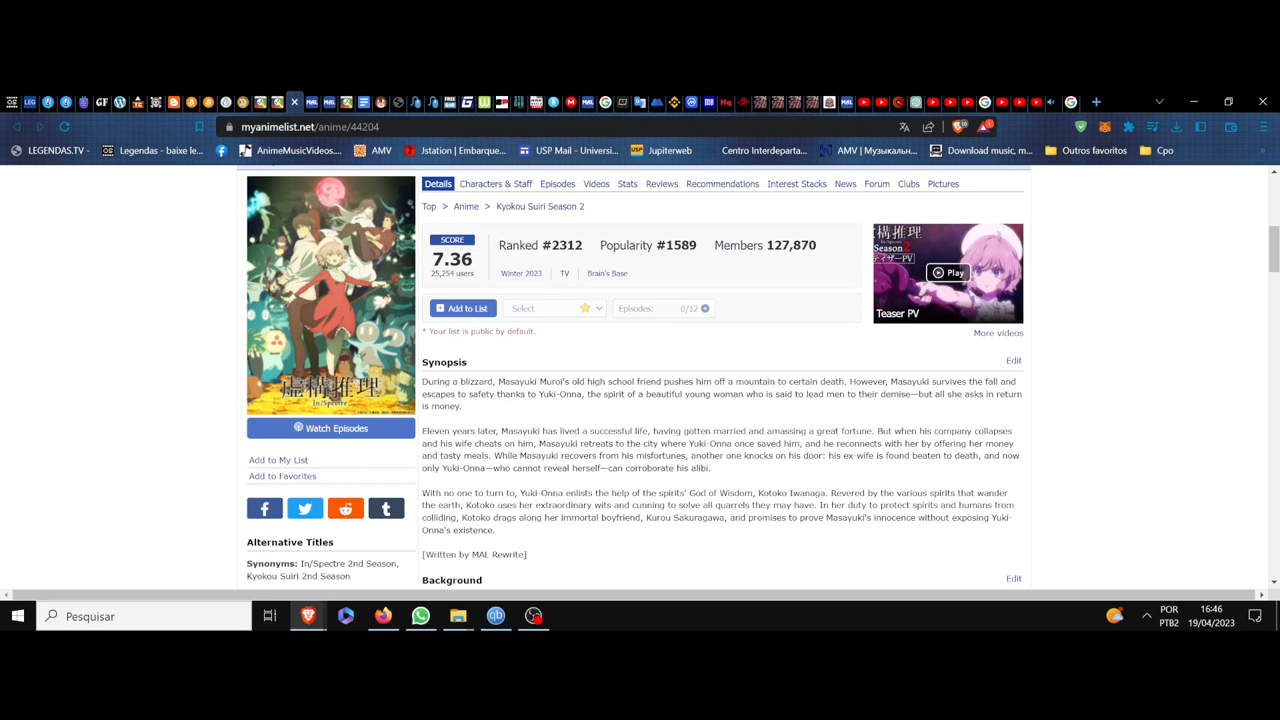 myanimelist.net/anime/44204
LEGENDAS.TV - Legendas - baixe le... AnimeMusicVideos.... AMV Jstation | Embarque... USP Mail - Universi... Jupiterweb Centro Interdeparta... AMV | Музыкальн... Download music, m... Outros favoritos Cpo
Details Characters & Staff Episodes Videos Stats Reviews Recommendations Interest Stacks News Forum Clubs Pictures
Top > Anime > Kyokou Suiri Season 2
SCORE
7.36
25,254 users
Ranked #2312 Popularity #1589 Members 127,870
Winter 2023 TV Brain's Base
Add to List Select Episodes: 0/12
* Your list is public by default.
Season2
Play
Teaser PV
More videos
Synopsis Edit
During a blizzard, Masayuki Muroi's old high school friend pushes him off a mountain to certain death. However, Masayuki survives the fall and
escapes to safety thanks to Yuki-Onna, the spirit of a beautiful young woman who is said to lead men to their demise—but all she asks in return
is money.
Eleven years later, Masayuki has lived a successful life, having gotten married and amassing a great fortune. But when his company collapses
and his wife cheats on him, Masayuki retreats to the city where Yuki-Onna once saved him, and he reconnects with her by offering her money
and tasty meals. While Masayuki recovers from his misfortunes, another one knocks on his door: his ex-wife is found beaten to death, and now
only Yuki-Onna—who cannot reveal herself—can corroborate his alibi.
With no one to turn to, Yuki-Onna enlists the help of the spirits' God of Wisdom, Kotoko Iwanaga. Revered by the various spirits that wander
the earth, Kotoko uses her extraordinary wits and cunning to solve all quarrels they may have. In her duty to protect spirits and humans from
colliding, Kotoko drags along her immortal boyfriend, Kurou Sakuragawa, and promises to prove Masayuki's innocence without exposing Yuki-
Onna's existence.
[Written by MAL Rewrite]
Background Edit
虚構推理
In/Spectre
Watch Episodes
Add to My List
Add to Favorites
Alternative Titles
Synonyms: In/Spectre 2nd Season,
Kyokou Suiri 2nd Season
Pesquisar
POR
PTB2
16:46
19/04/2023